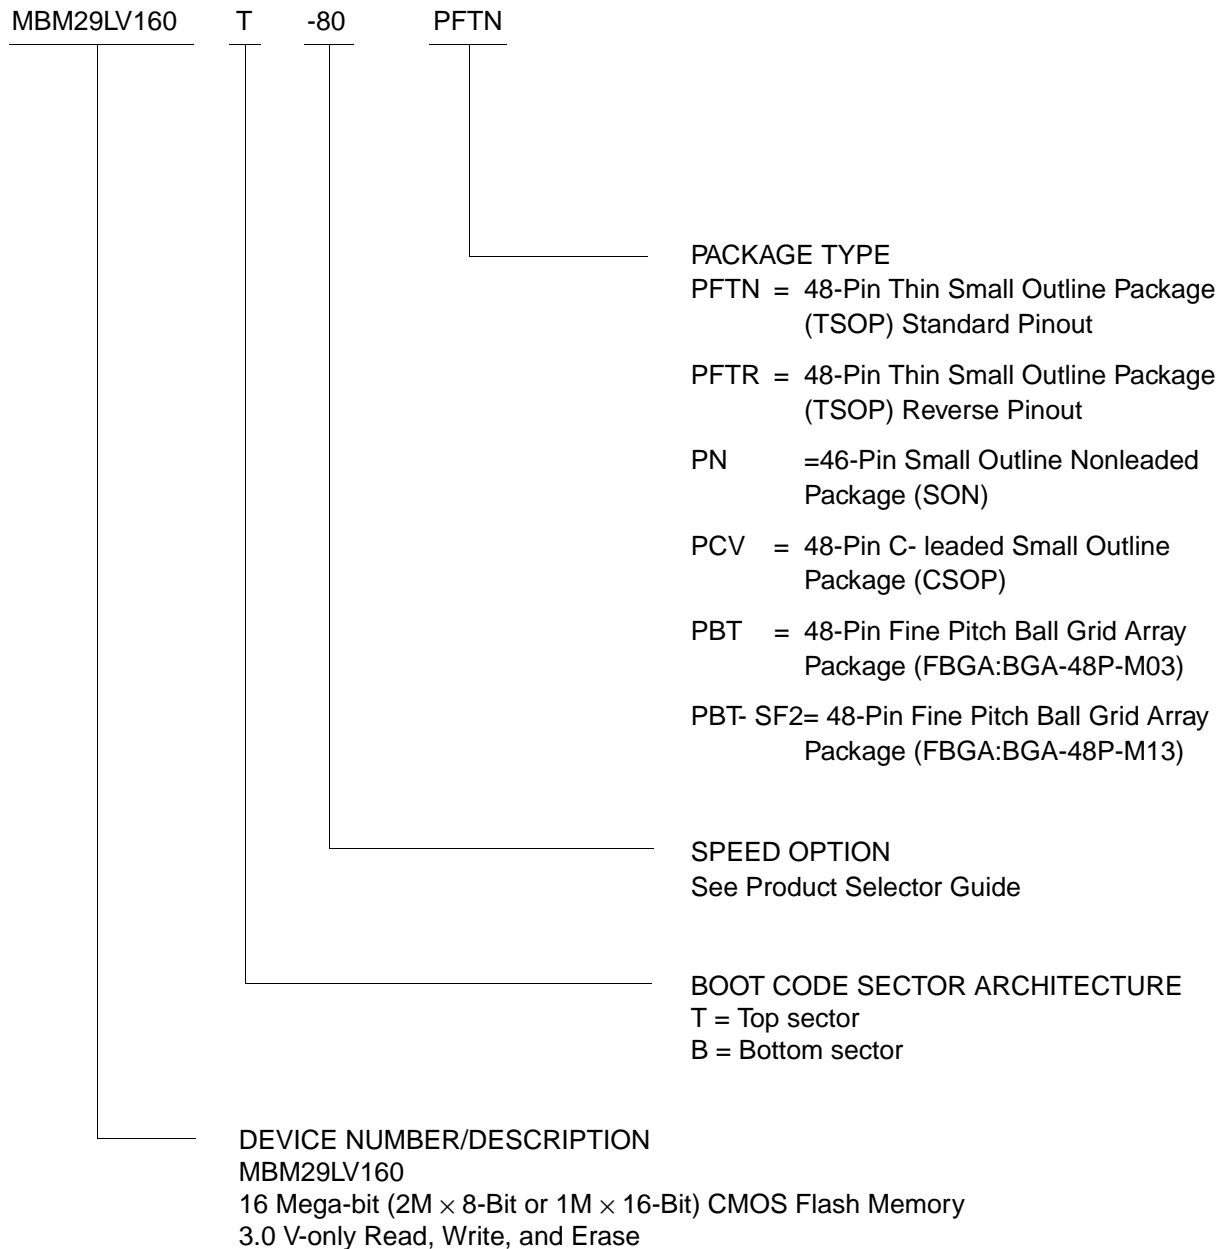 MBM29LV160 T -80 PFTN
PACKAGE TYPE
PFTN = 48-Pin Thin Small Outline Package
(TSOP) Standard Pinout
PFTR = 48-Pin Thin Small Outline Package
(TSOP) Reverse Pinout
PN =46-Pin Small Outline Nonleaded
Package (SON)
PCV = 48-Pin C- leaded Small Outline
Package (CSOP)
PBT = 48-Pin Fine Pitch Ball Grid Array
Package (FBGA:BGA-48P-M03)
PBT- SF2= 48-Pin Fine Pitch Ball Grid Array
Package (FBGA:BGA-48P-M13)
SPEED OPTION
See Product Selector Guide
BOOT CODE SECTOR ARCHITECTURE
T = Top sector
B = Bottom sector
DEVICE NUMBER/DESCRIPTION
MBM29LV160
16 Mega-bit (2M × 8-Bit or 1M × 16-Bit) CMOS Flash Memory
3.0 V-only Read, Write, and Erase